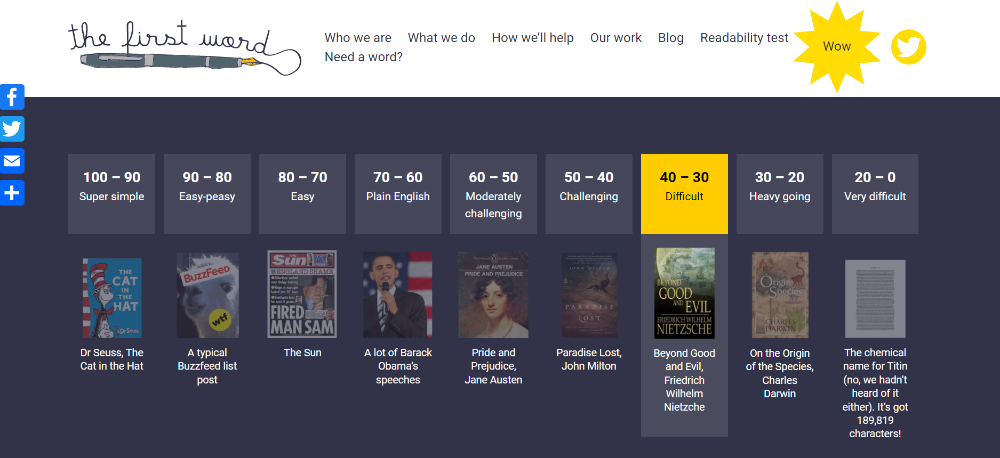 the first word
Who we are What we do How we’ll help Our work Blog Readability test
Need a word?
Wow
100 – 90
Super simple
90 – 80
Easy-peasy
80 – 70
Easy
70 – 60
Plain English
60 – 50
Moderately
challenging
50 – 40
Challenging
40 – 30
Difficult
30 – 20
Heavy going
20 – 0
Very difficult
THE
CAT
IN
THE
HAT
Dr. Seuss
Dr Seuss, The
Cat in the Hat
BuzzFeed
wtf
A typical
Buzzfeed list
post
THE
Sun
SUGAR
BABES
ENGLAND SHAME
FIRED
MAN SAM
The Sun
A lot of Barack
Obama’s
speeches
The Penguin English Library
JANE AUSTEN
PRIDE AND PREJUDICE
Pride and
Prejudice,
Jane Austen
JOHN MILTON
PARADISE
LOST
Paradise Lost,
John Milton
BEYOND
GOOD
AND EVIL
FRIEDRICH WILHELM
NIETZSCHE
Beyond Good
and Evil,
Friedrich
Wilhelm
Nietzche
Origin
of Species
CHARLES
DARWIN
On the Origin
of the Species,
Charles
Darwin
The chemical
name for Titin
(no, we hadn’t
heard of it
either). It’s got
189,819
characters!